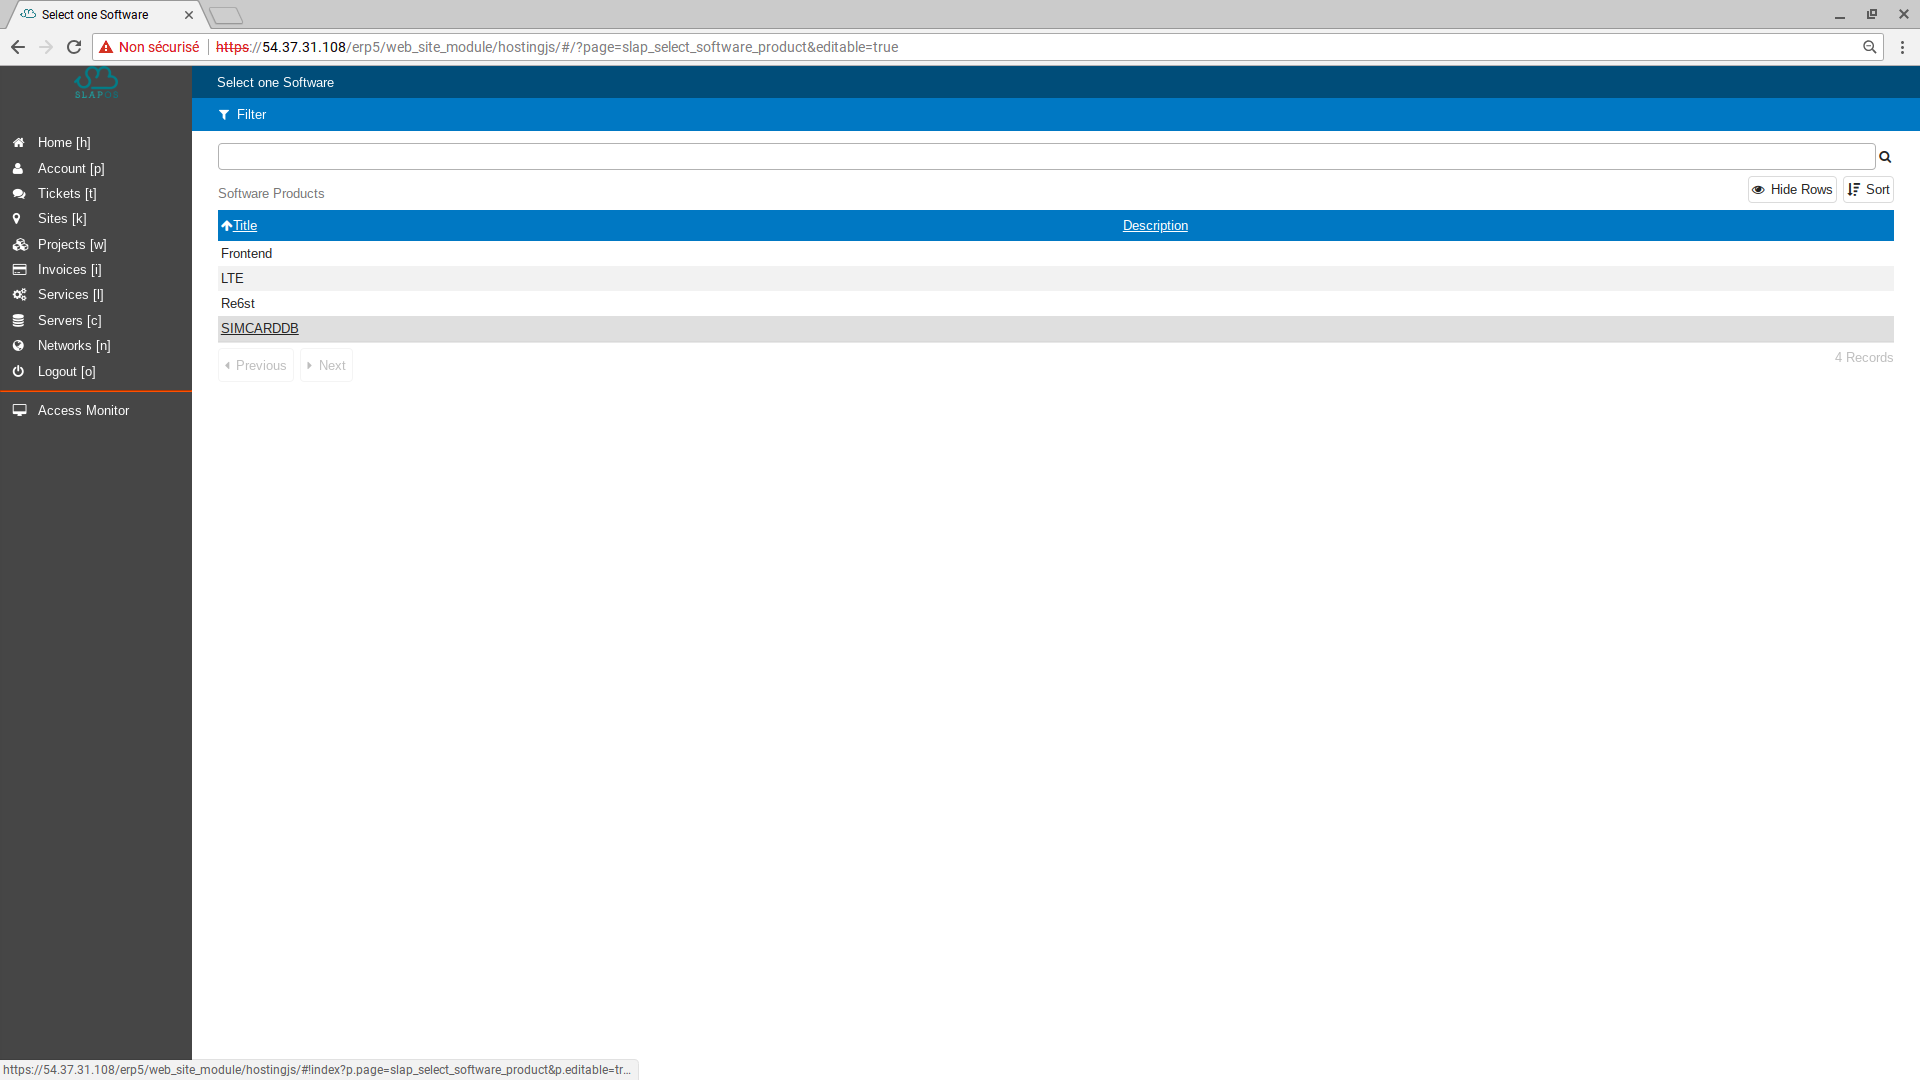 Select one Software
Non sécurisé
https://54.37.31.108/erp5/web_site_module/hostingjs/#/?page=slap_select_software_product&editable=true
SLAPOS
Select one Software
Filter
Home [h]
Account [p]
Tickets [t]
Sites [k]
Projects [w]
Invoices [i]
Services [l]
Servers [c]
Networks [n]
Logout [o]
Access Monitor
Software Products
Hide Rows
Sort
Title
Description
Frontend
LTE
Re6st
SIMCARDDB
Previous
Next
4 Records
https://54.37.31.108/erp5/web_site_module/hostingjs/#!index?p.page=slap_select_software_product&p.editable=tr...